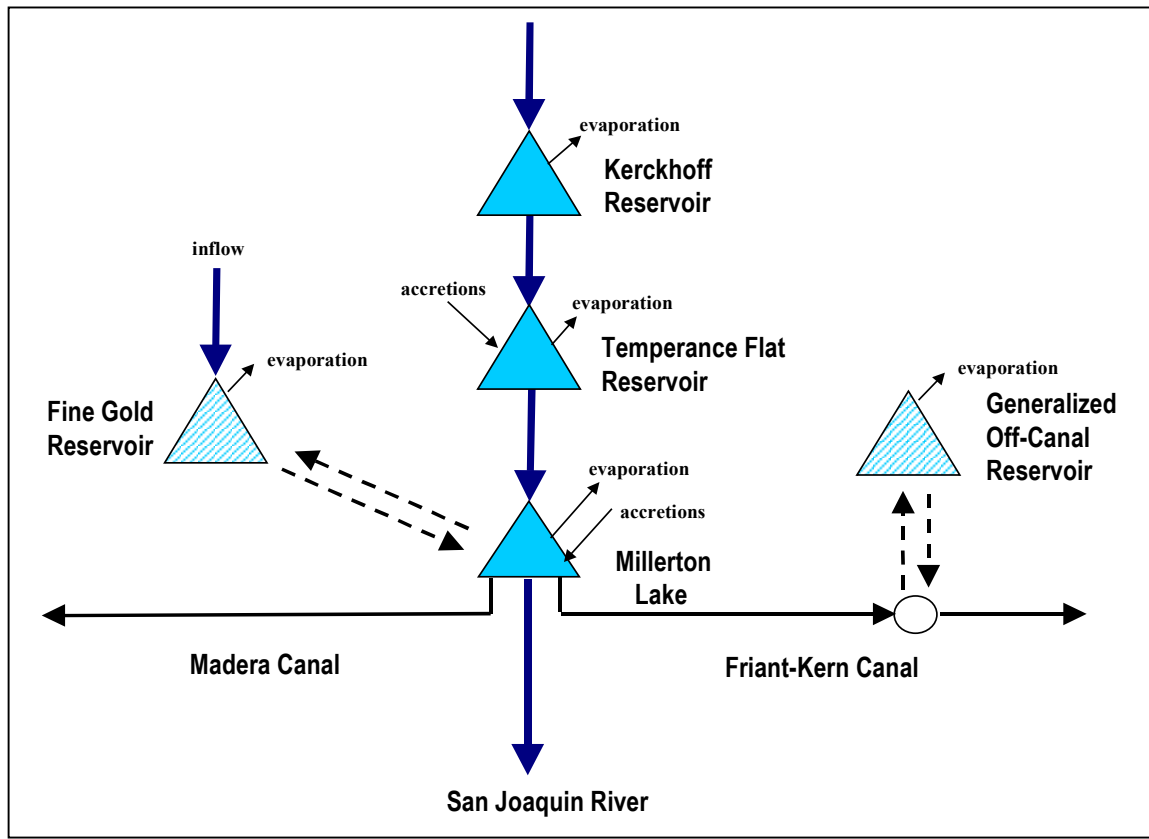 evaporation
Kerckhoff
Reservoir
inflow
accretions
evaporation
Temperance Flat
Reservoir
evaporation
Fine Gold
Reservoir
evaporation
Generalized
Off-Canal
Reservoir
evaporation
accretions
Millerton
Lake
Madera Canal
Friant-Kern Canal
San Joaquin River